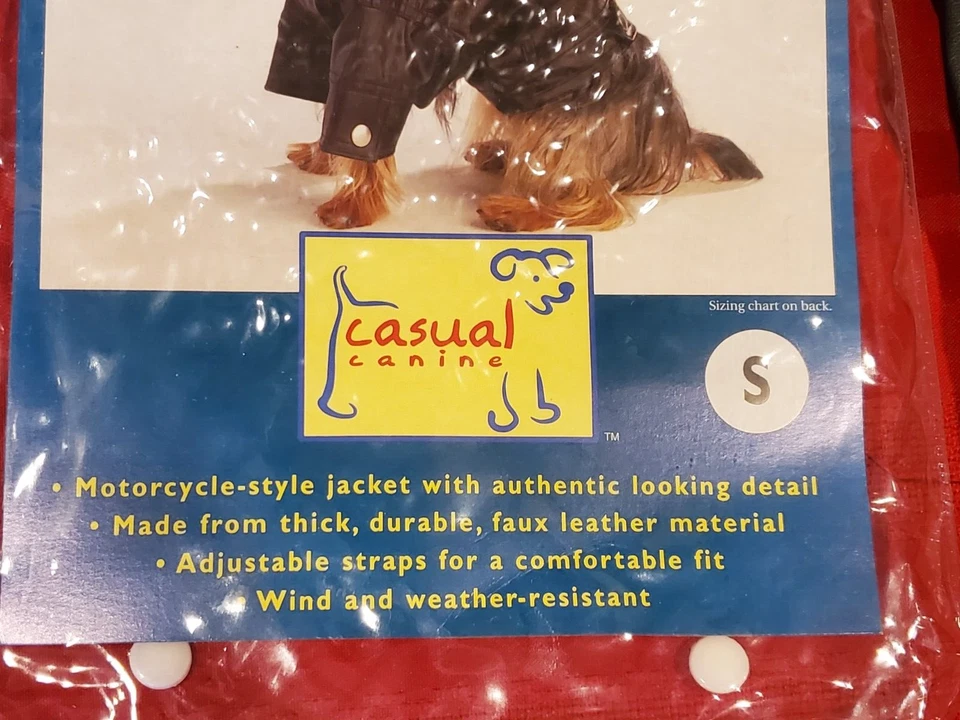 Sizing chart on back.
casual
canine
S
TM
• Motorcycle-style jacket with authentic looking detail
• Made from thick, durable, faux leather material
• Adjustable straps for a comfortable fit
• Wind and weather-resistant